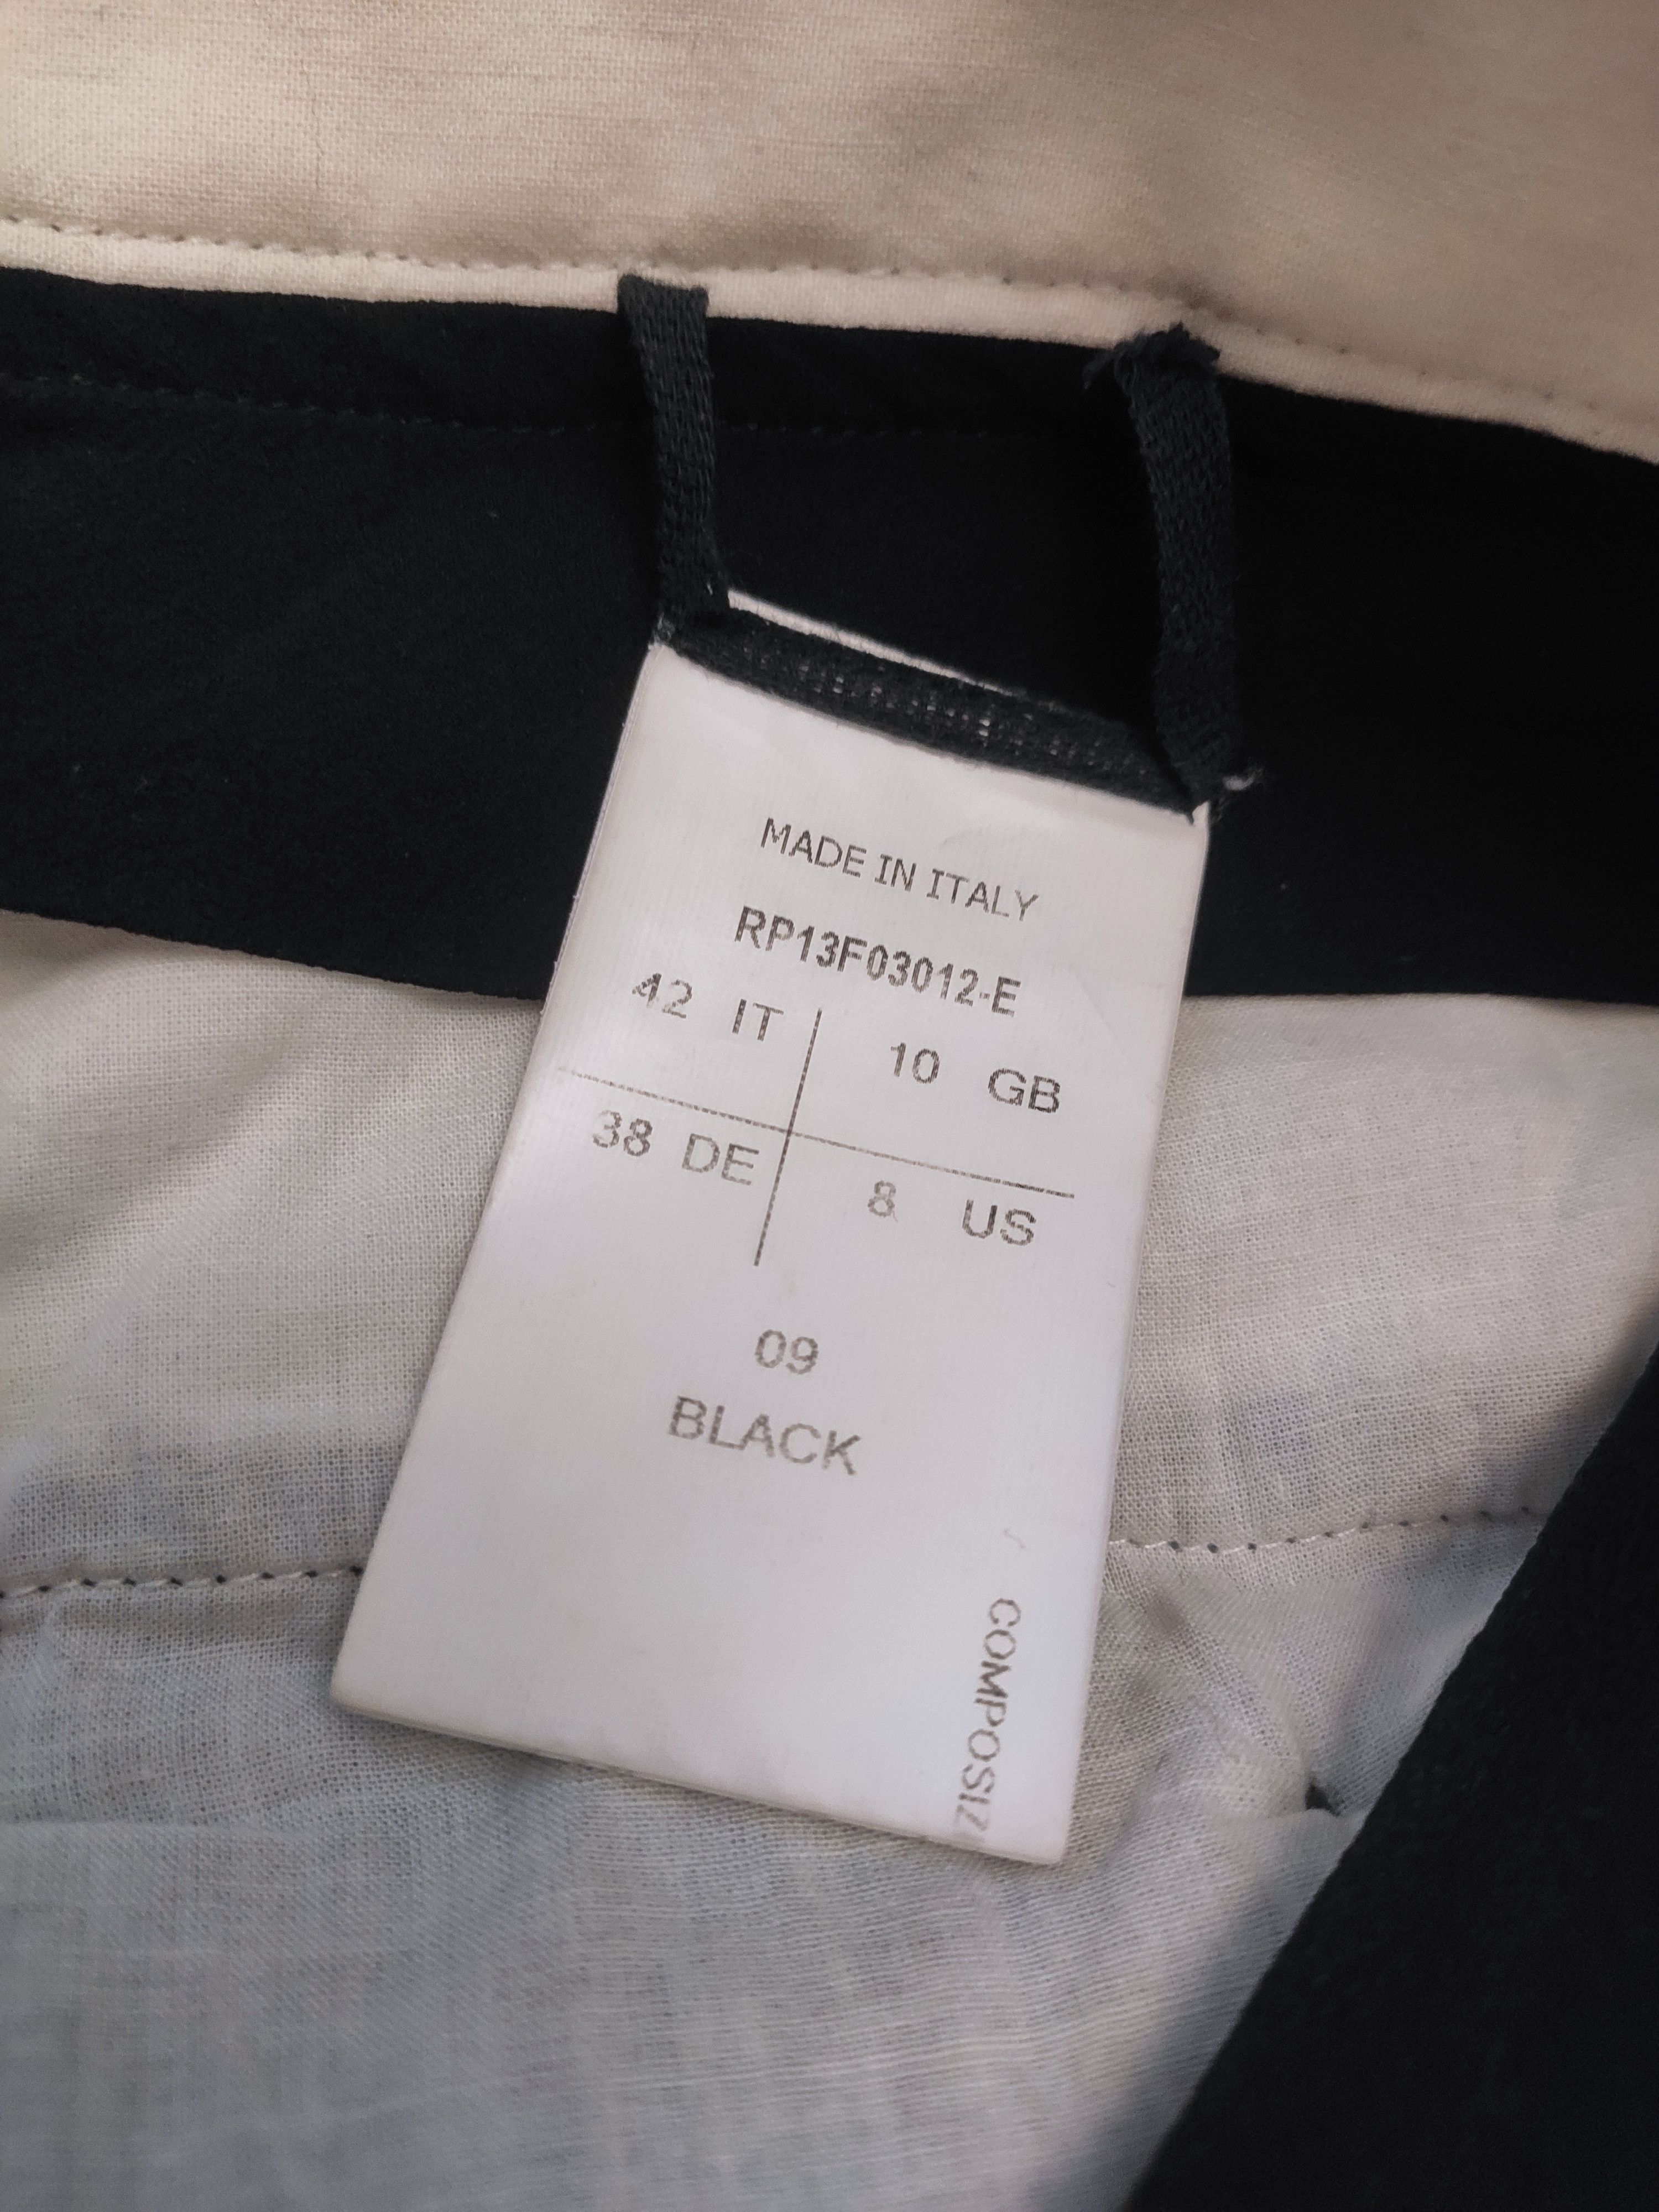 MADE IN ITALY
RP13F03012-E
42 IT 10 GB
38 DE 8 US
09
BLACK
COMPOSIZ